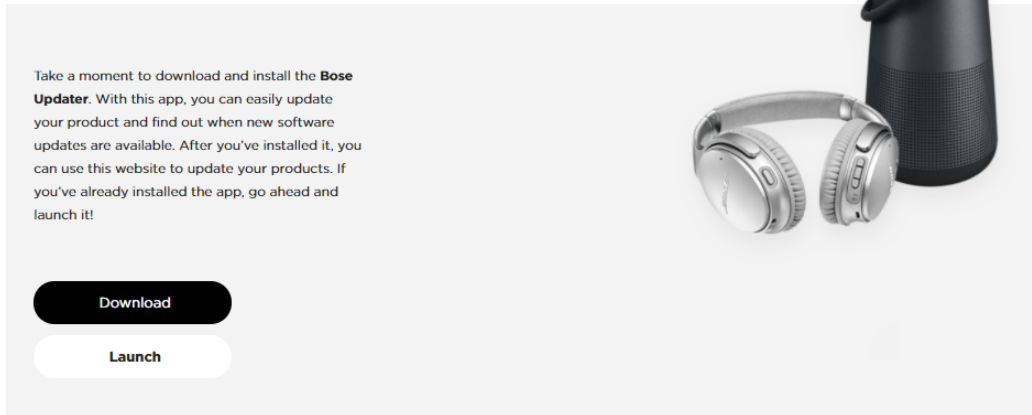 Take a moment to download and install the Bose
Updater. With this app, you can easily update
your product and find out when new software
updates are available. After you’ve installed it, you
can use this website to update your products. If
you’ve already installed the app, go ahead and
launch it!
Download
Launch